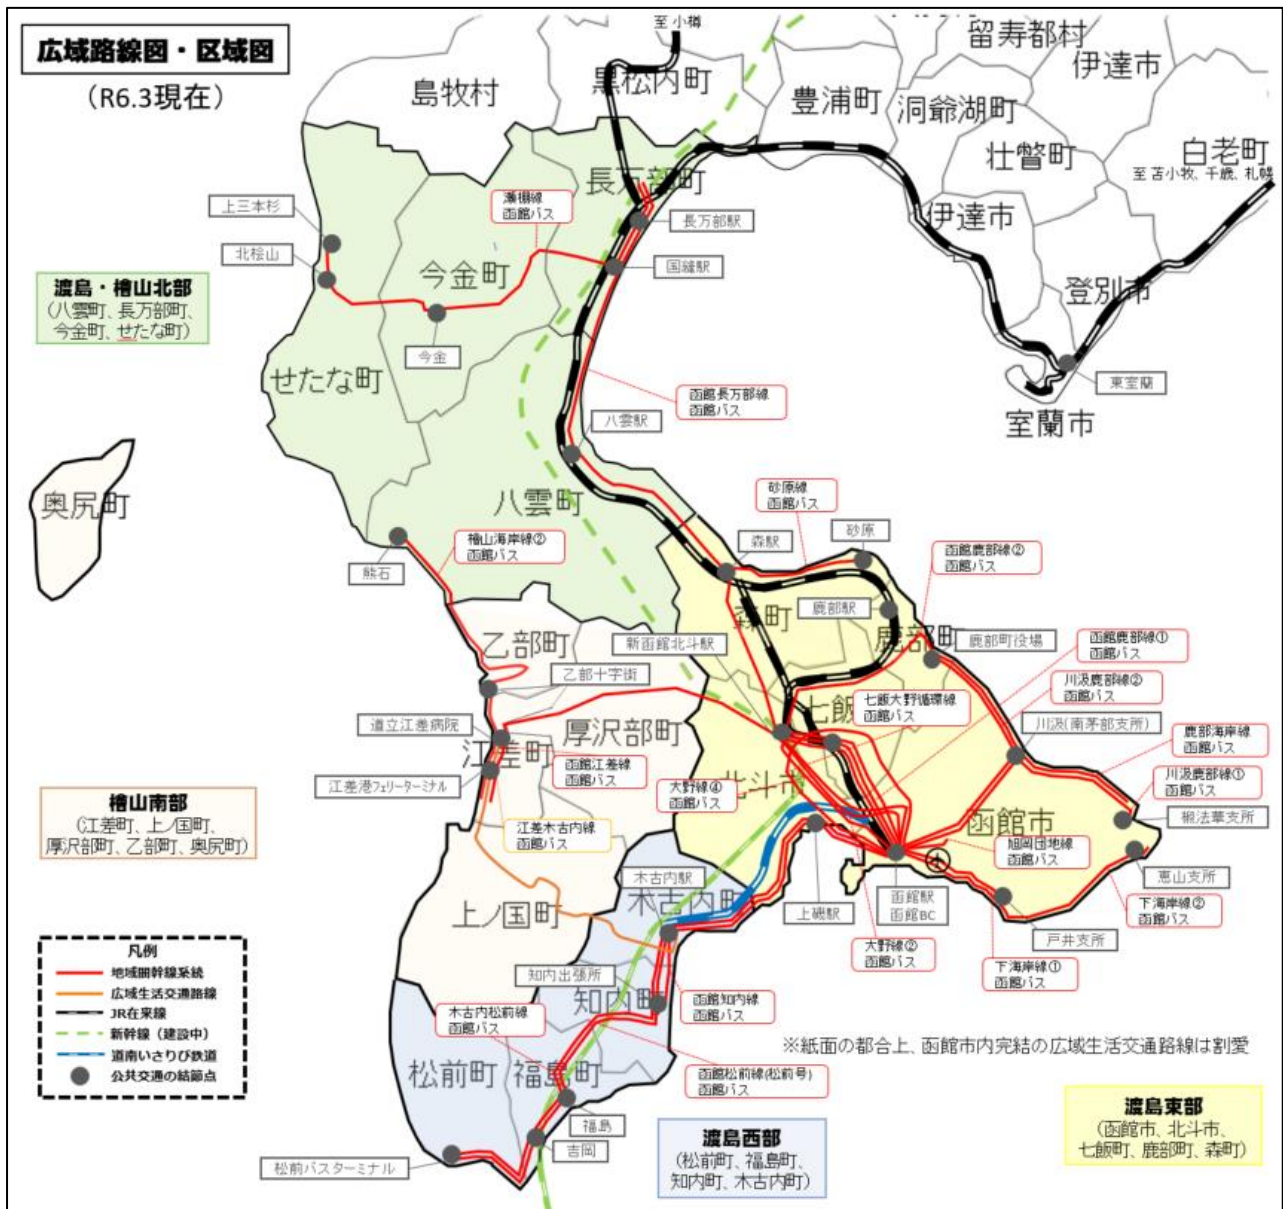 広域路線図・区域図
（R6.3現在）
至 小樽
黒松内町
島牧村
豊浦町
留寿都村
洞爺湖町
伊達市
壮瞥町
白老町
至 苫小牧、千歳、札幌
伊達市
登別市
東室蘭
室蘭市
長万部町
長万部駅
瀬棚線
函館バス
上三本杉
北桧山
今金町
国縫駅
渡島・檜山北部
（八雲町、長万部町、
今金町、せたな町）
今金
せたな町
函館長万部線
函館バス
八雲駅
奥尻町
八雲町
檜山海岸線②
函館バス
熊石
砂原線
函館バス
砂原
森駅
函館鹿部線②
函館バス
鹿部駅
森町
鹿部町
新函館北斗駅
鹿部町役場
函館鹿部線①
函館バス
乙部町
乙部十字街
七飯大野循環線
函館バス
川汲鹿部線②
函館バス
七飯
川汲(南茅部支所)
道立江差病院
厚沢部町
江差町
江差港フェリーターミナル
函館江差線
函館バス
鹿部海岸線
函館バス
北斗市
大野線④
函館バス
川汲鹿部線①
函館バス
椴法華支所
檜山南部
（江差町、上ノ国町、
厚沢部町、乙部町、奥尻町）
江差木古内線
函館バス
函館市
旭岡団地線
函館バス
木古内駅
木古内町
上磯駅
函館駅
函館BC
恵山支所
下海岸線②
函館バス
上ノ国町
大野線②
函館バス
戸井支所
下海岸線①
函館バス
知内出張所
知内町
函館知内線
函館バス
木古内松前線
函館バス
凡例
地域間幹線系統
広域生活交通路線
JR在来線
新幹線（建設中）
道南いさりび鉄道
公共交通の結節点
※紙面の都合上、函館市内完結の広域生活交通路線は割愛
松前町
福島町
函館松前線(松前号)
函館バス
福島
吉岡
松前バスターミナル
渡島西部
（松前町、福島町、
知内町、木古内町）
渡島東部
（函館市、北斗市、
七飯町、鹿部町、森町）